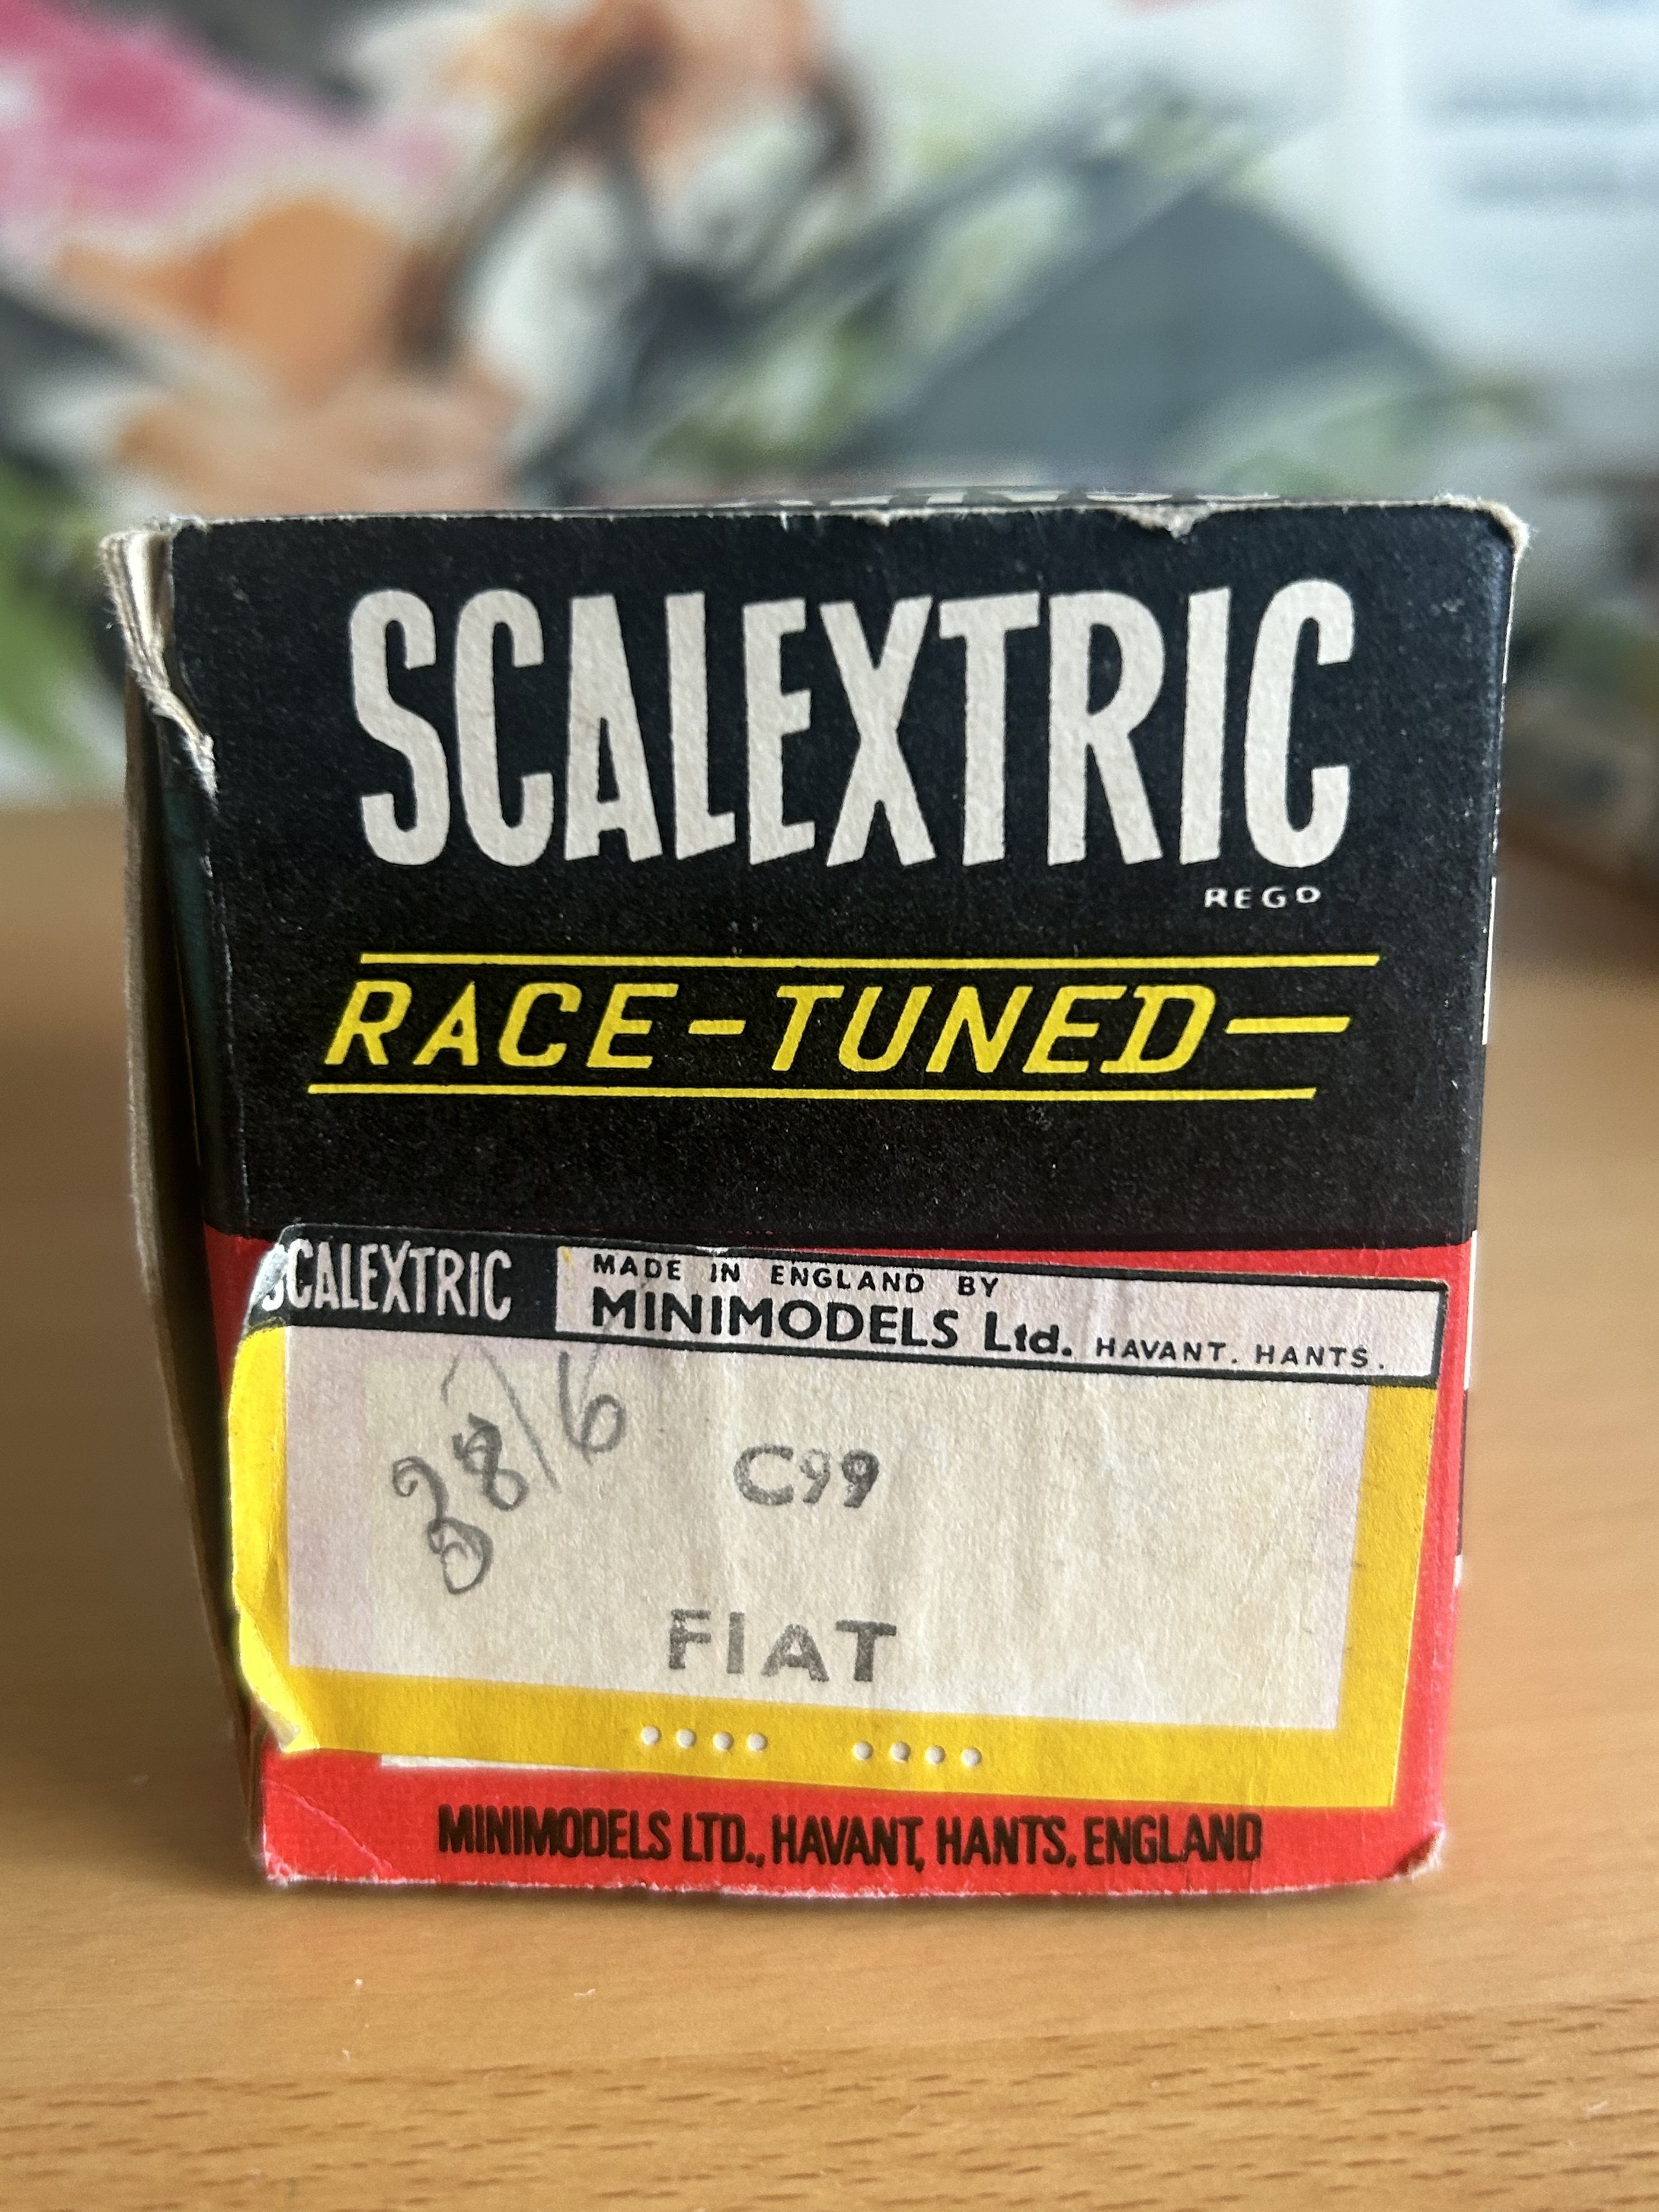 SCALEXTRIC
REGD
RACE-TUNED
SCALEXTRIC
MADE IN ENGLAND BY
MINIMODELS Ltd. HAVANT. HANTS.
38/6
C99
FIAT
MINIMODELS LTD., HAVANT, HANTS, ENGLAND